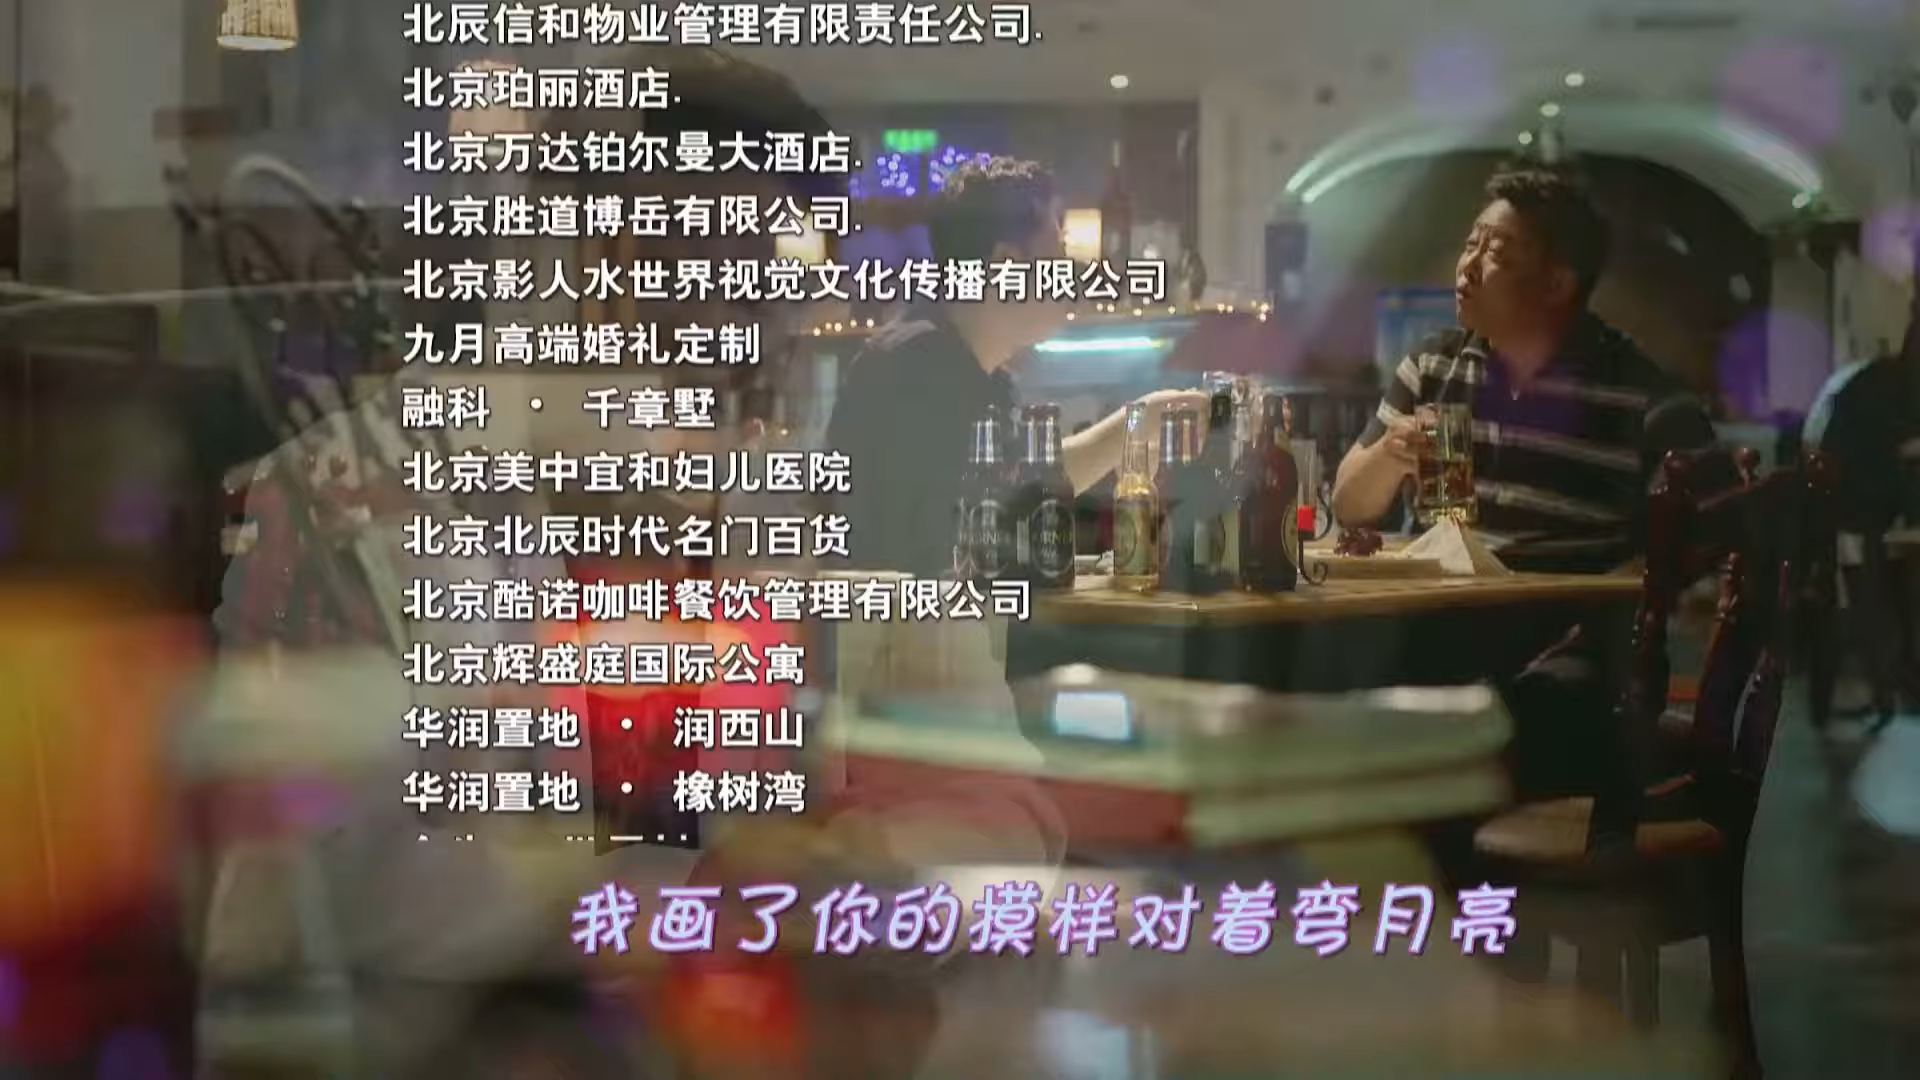 北辰信和物业管理有限责任公司.
北京珀丽酒店.
北京万达铂尔曼大酒店.
北京胜道博岳有限公司.
北京影人水世界视觉文化传播有限公司
九月高端婚礼定制
融科 · 千章墅
北京美中宜和妇儿医院
北京北辰时代名门百货
北京酷诺咖啡餐饮管理有限公司
北京辉盛庭国际公寓
华润置地 · 润西山
华润置地 · 橡树湾
我画了你的摸样对着弯月亮